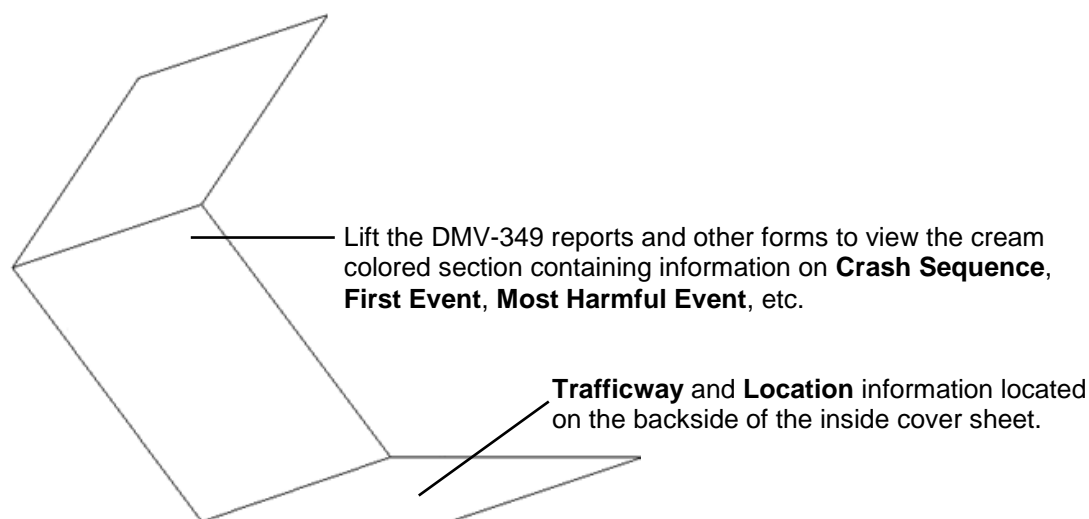 Lift the DMV-349 reports and other forms to view the cream
colored section containing information on Crash Sequence,
First Event, Most Harmful Event, etc.
Trafficway and Location information located
on the backside of the inside cover sheet.